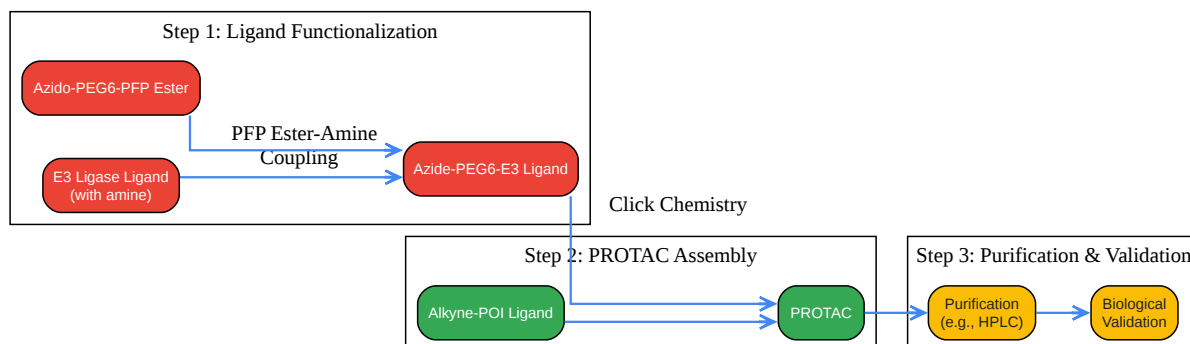 Step 1: Ligand Functionalization
Azido-PEG6-PFP Ester
PFP Ester-Amine
Coupling
E3 Ligase Ligand
(with amine)
Azide-PEG6-E3 Ligand
Click Chemistry
Step 2: PROTAC Assembly
Alkyne-POI Ligand
PROTAC
Step 3: Purification & Validation
Purification
(e.g., HPLC)
Biological
Validation